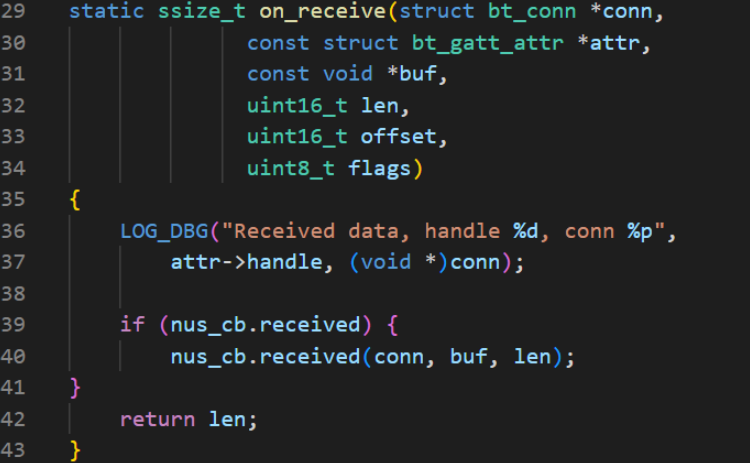 29 static ssize_t on_receive(struct bt_conn *conn,
30               const struct bt_gatt_attr *attr,
31               const void *buf,
32               uint16_t len,
33               uint16_t offset,
34               uint8_t flags)
35 {
36     LOG_DBG("Received data, handle %d, conn %p",
37         attr->handle, (void *)conn);
38
39     if (nus_cb.received) {
40         nus_cb.received(conn, buf, len);
41 }
42     return len;
43 }